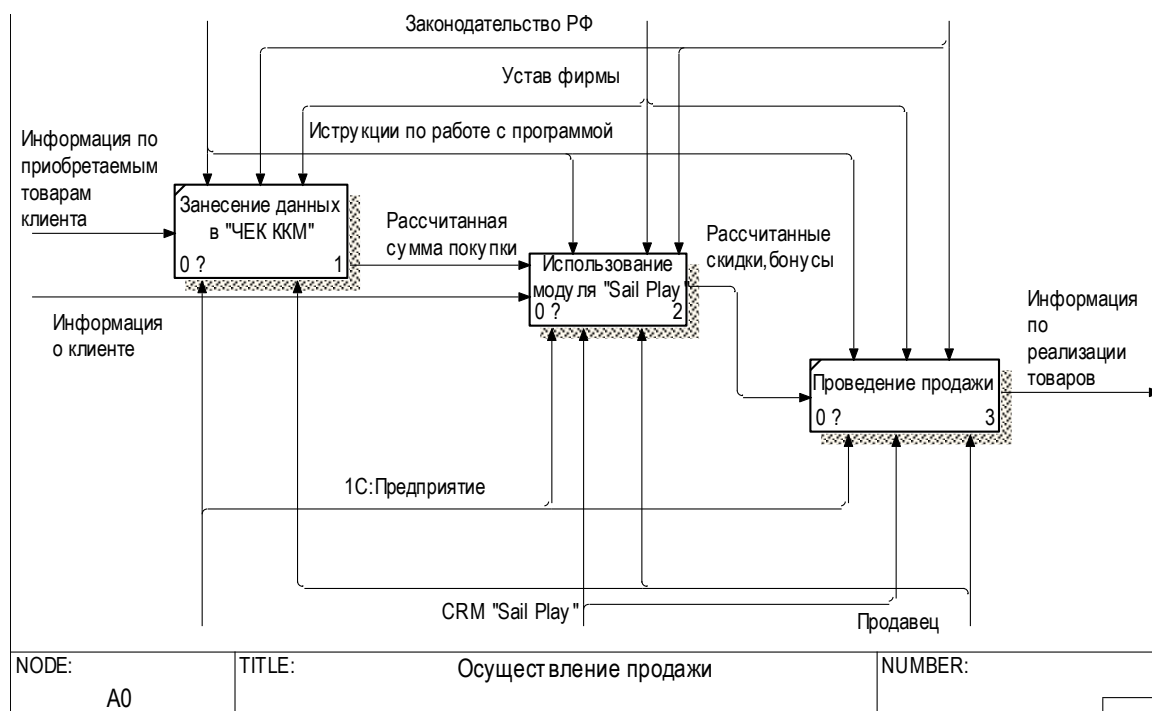 Законодательство РФ
Устав фирмы
Иструкции по работе с программой
Информация по
приобретаемым
товарам
клиента
Занесение данных
в "ЧЕК ККМ"
0 ?
1
Рассчитанная
сумма покупки
Информация
о клиенте
Использование
модуля "Sail Play"
0 ?
2
Рассчитанные
скидки,бонусы
Проведение продажи
0 ?
3
Информация
по
реализации
товаров
1С:Предприятие
CRM "Sail Play"
Продавец
NODE:
A0
TITLE:
Осуществление продажи
NUMBER: